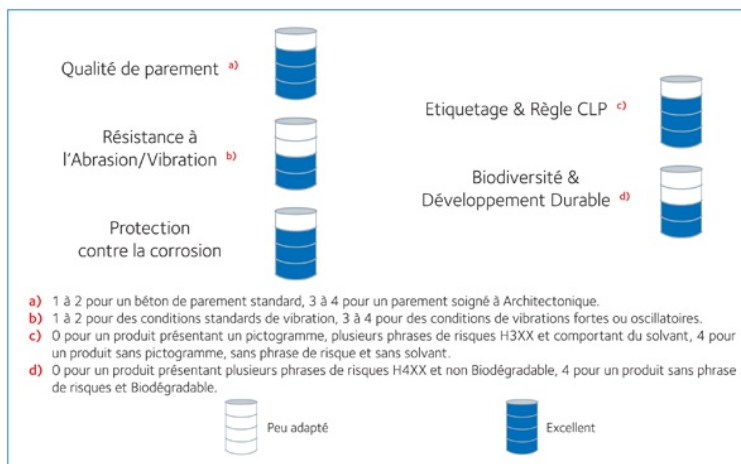 Qualité de parement a)
Résistance à
l'Abrasion/Vibration b)
Protection
contre la corrosion
Etiquetage & Règle CLP c)
Biodiversité &
Développement Durable d)
a) 1 à 2 pour un béton de parement standard, 3 à 4 pour un parement soigné à Architectonique.
b) 1 à 2 pour des conditions standards de vibration, 3 à 4 pour des conditions de vibrations fortes ou oscillatoires.
c) 0 pour un produit présentant un pictogramme, plusieurs phrases de risques H3XX et comportant du solvant, 4 pour
un produit sans pictogramme, sans phrase de risque et sans solvant.
d) 0 pour un produit présentant plusieurs phrases de risques H4XX et non Biodégradable, 4 pour un produit sans phrase
de risques et Biodégradable.
Peu adapté
Excellent